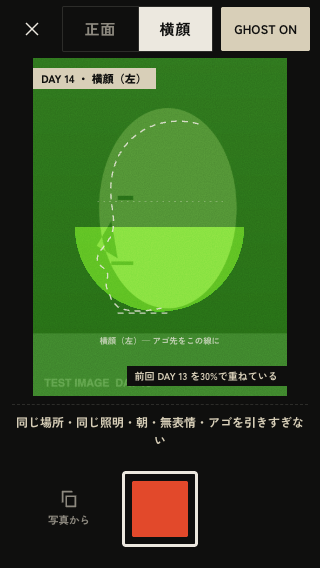 正面
横顔
GHOST ON
DAY 14 ・ 横顔（左）
横顔（左） — アゴ先をこの線に
TEST IMAGE DA
前回 DAY 13 を30%で重ねている
同じ場所・同じ照明・朝・無表情・アゴを引きすぎな
い
写真から